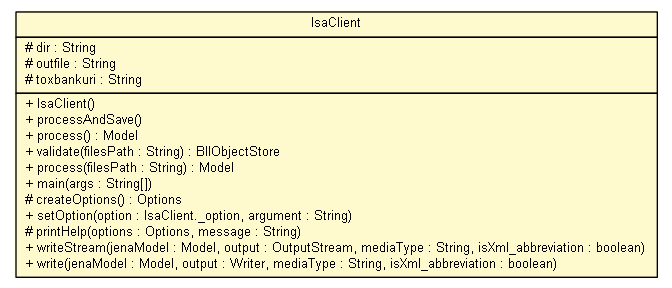 IsaClient
# dir : String
# outfile : String
# toxbankuri : String
+ IsaClient()
+ processAndSave()
+ process() : Model
+ validate(filesPath : String) : BIIObjectStore
+ process(filesPath : String) : Model
+ main(args : String[])
# createOptions() : Options
+ setOption(option : IsaClient._option, argument : String)
# printHelp(options : Options, message : String)
+ writeStream(jenaModel : Model, output : OutputStream, mediaType : String, isXml_abbreviation : boolean)
+ write(jenaModel : Model, output : Writer, mediaType : String, isXml_abbreviation : boolean)